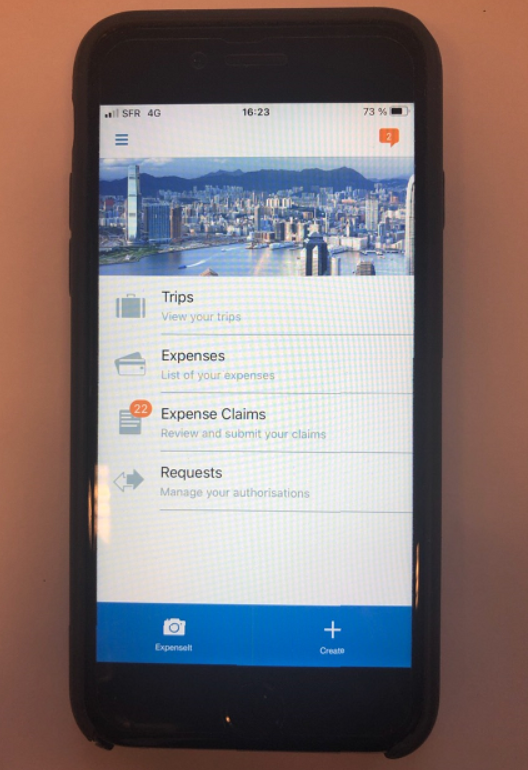 SFR 4G 16:23 73 %
2
Trips
View your trips
Expenses
List of your expenses
22
Expense Claims
Review and submit your claims
Requests
Manage your authorisations
ExpenseIt Create